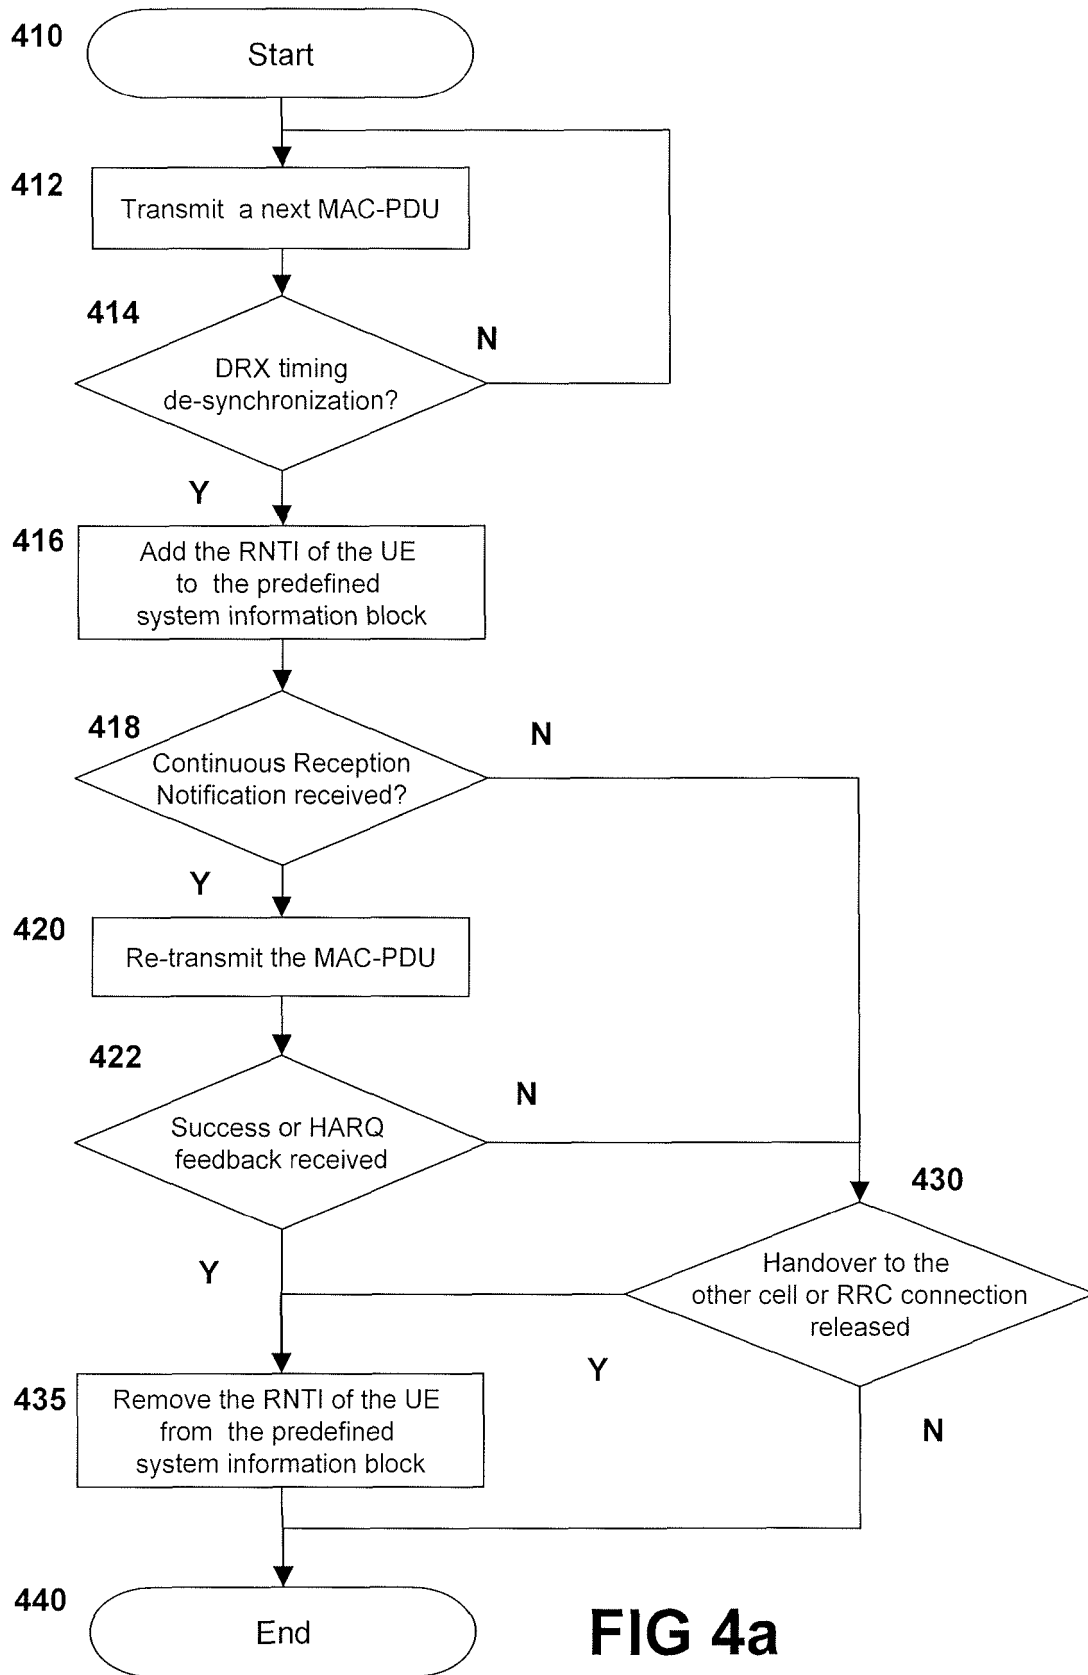 410
Start
412
Transmit a next MAC-PDU
414
N
DRX timing
de-synchronization?
Y
416
Add the RNTI of the UE
to the predefined
system information block
418
N
Continuous Reception
Notification received?
Y
420
Re-transmit the MAC-PDU
422
N
Success or HARQ
feedback received
430
Y
Handover to the
other cell or RRC connection
released
Y
435
Remove the RNTI of the UE
from the predefined
system information block
N
440
End
FIG 4a